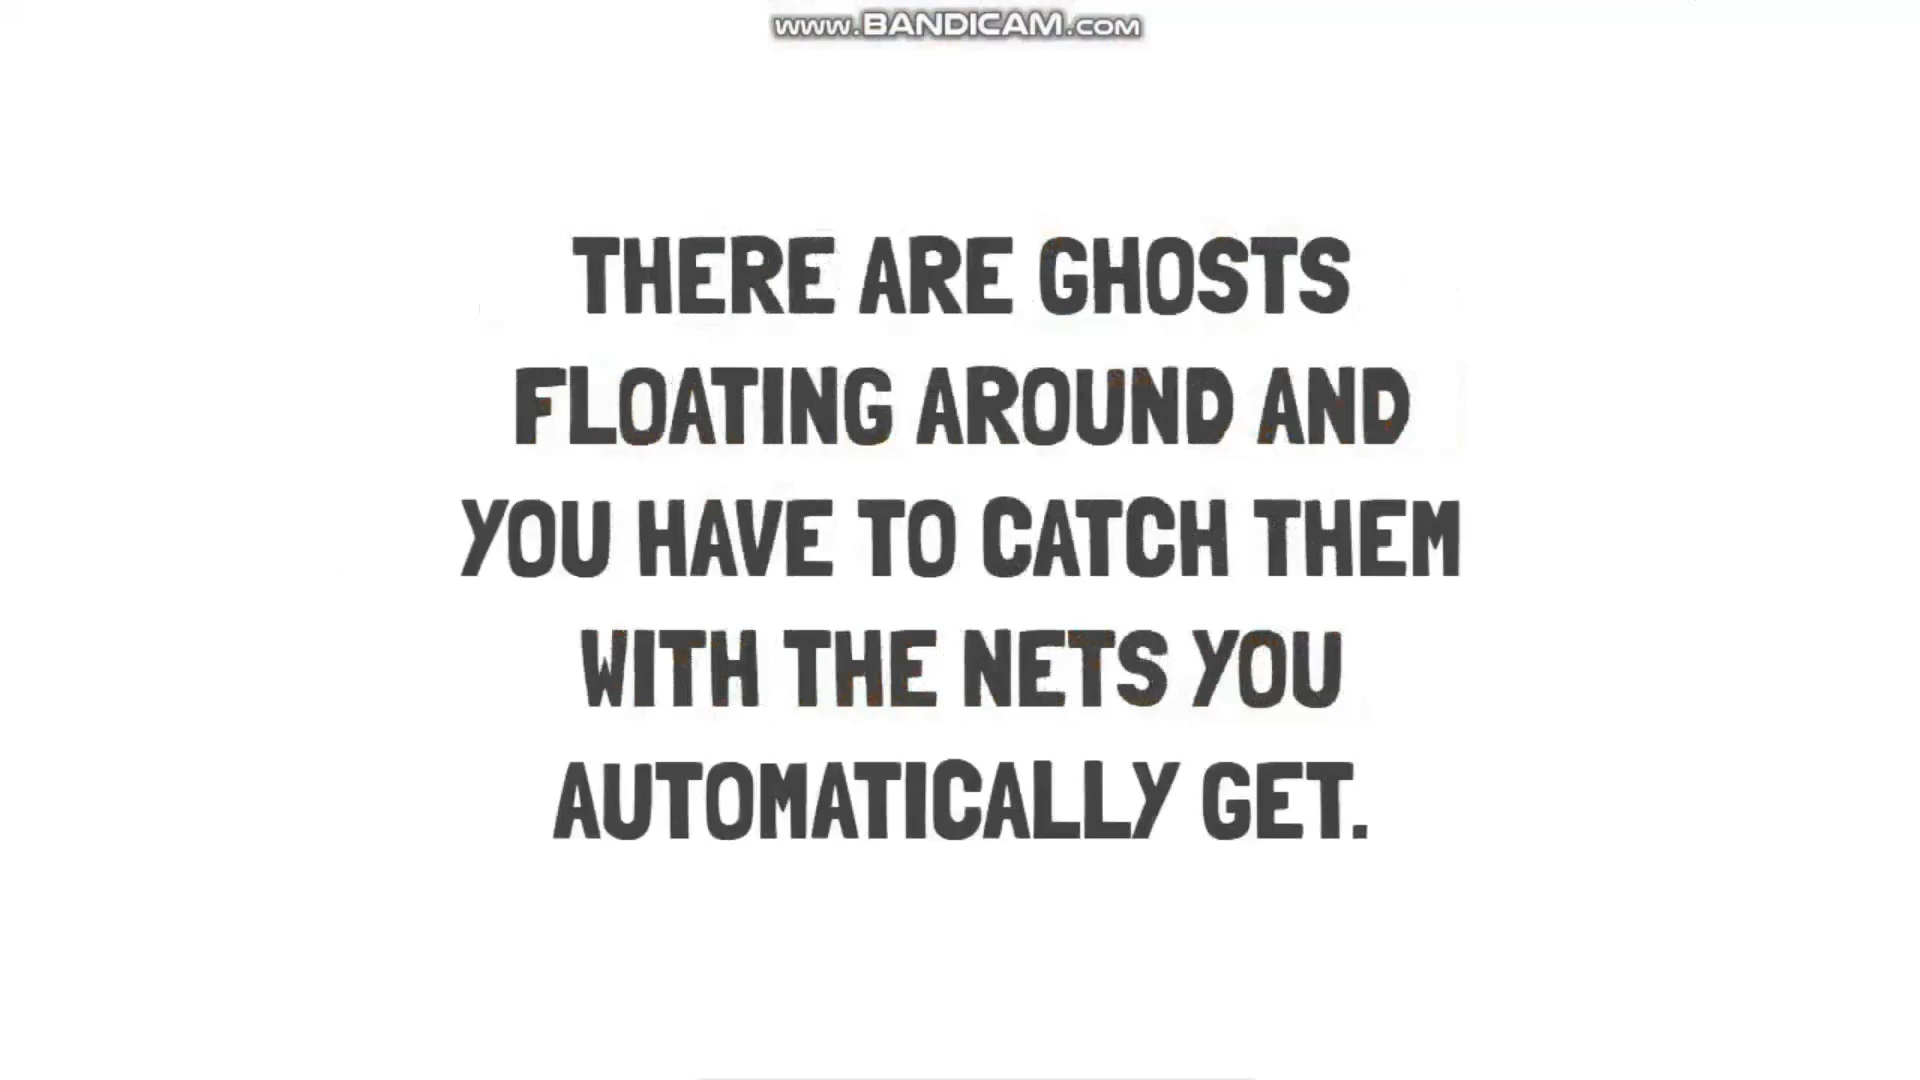 www.BANDICAM.com
THERE ARE GHOSTS
FLOATING AROUND AND
YOU HAVE TO CATCH THEM
WITH THE NETS YOU
AUTOMATICALLY GET.